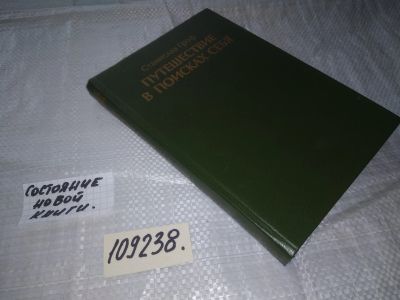 Станислав Гроф
ПУТЕШЕСТВИЕ
В ПОИСКАХ СЕБЯ
СОСТОЯНИЕ
НОВОЙ
КНИГИ.
109238.